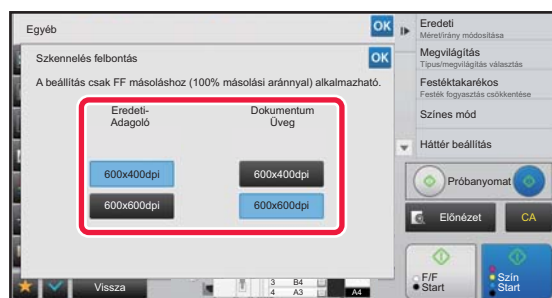 Egyéb
OK
Szkennelés felbontás
OK
A beállítás csak FF másoláshoz (100% másolási aránnyal) alkalmazható.
Eredeti-
Adagoló
Dokumentum
Üveg
600x400dpi
600x400dpi
600x600dpi
600x600dpi
Vissza
3 B4
4 A3
A4
Eredeti
Méret/irány módosítása
Megvilágítás
Típus/megvilágítás választás
Festéktakarékos
Festék fogyasztás csökkentése
Színes mód
Háttér beállítás
Próbanyomat
Előnézet
CA
F/F
Start
Szín
Start